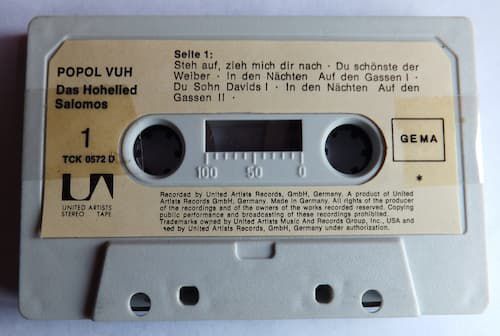 POPOL VUH
Das Hohelied
Salomos
1
TCK 0572 D
UNITED ARTISTS
STEREO TAPE
Seite 1:
Steh auf, zieh mich dir nach · Du schönste der
Weiber · In den Nächten Auf den Gassen I ·
Du Sohn Davids I · In den Nächten Auf den
Gassen II ·
GEMA
*
100 50 0
Recorded by United Artists Records, GmbH, Germany. A product of United
Artists Records, GmbH, Germany. Made in Germany. All rights of the producer
of the recordings and of the owners of the works recorded reserved. Copying
public performance and broadcasting of these recordings prohibited.
Trademarks owned by United Artists Music And Records Group, Inc., USA and
sed by United Artists Records, GmbH, Germany under authorization.